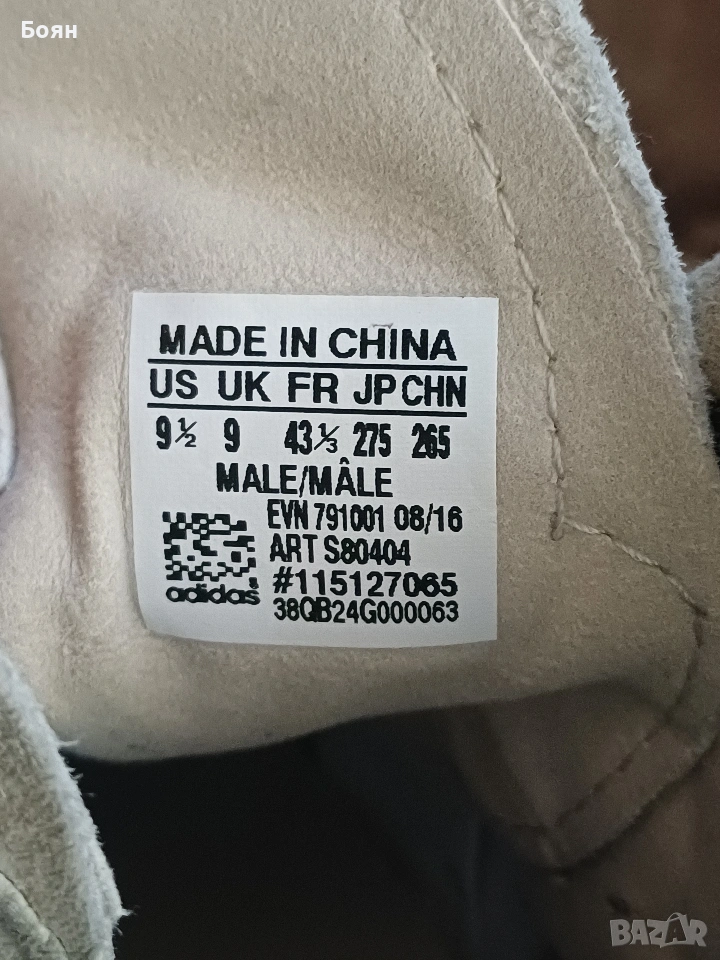 Боян
MADE IN CHINA
US UK FR JP CHN
9½ 9 43⅓ 275 265
MALE/MÂLE
EVN 791001 08/16
ART S80404
#115127065
adidas
38QB24G000063
BAZAR